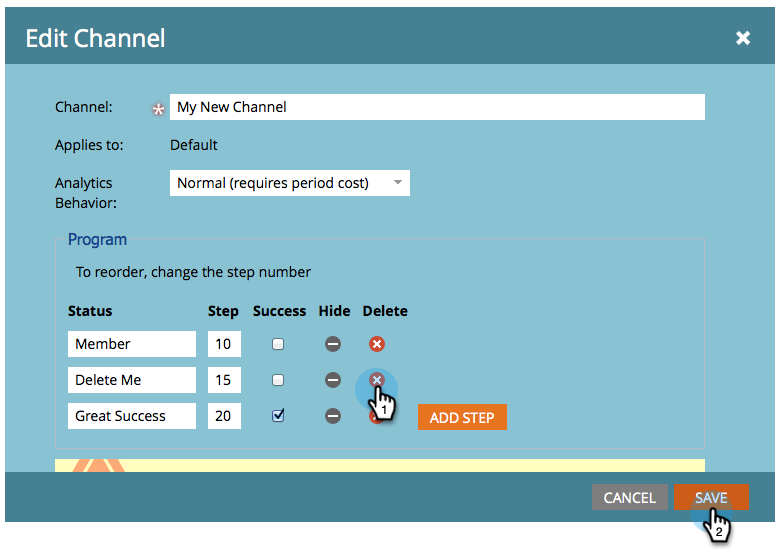 Edit Channel
Channel: My New Channel
Applies to: Default
Analytics Behavior: Normal (requires period cost)
Program
To reorder, change the step number
Status Step Success Hide Delete
Member 10
Delete Me 15
1
Great Success 20 ADD STEP
CANCEL SAVE
2